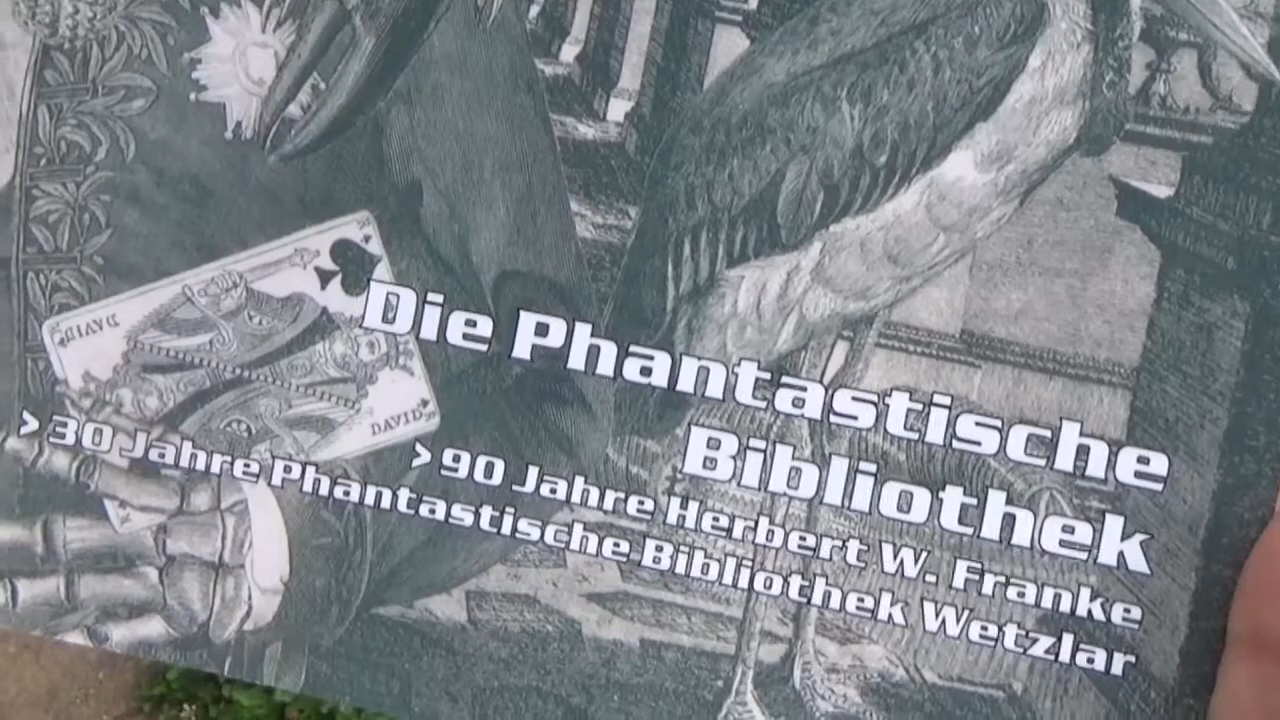 DAVID
DAVID
Die Phantastische
Bibliothek
> 90 Jahre Herbert W. Franke
> 30 Jahre Phantastische Bibliothek Wetzlar